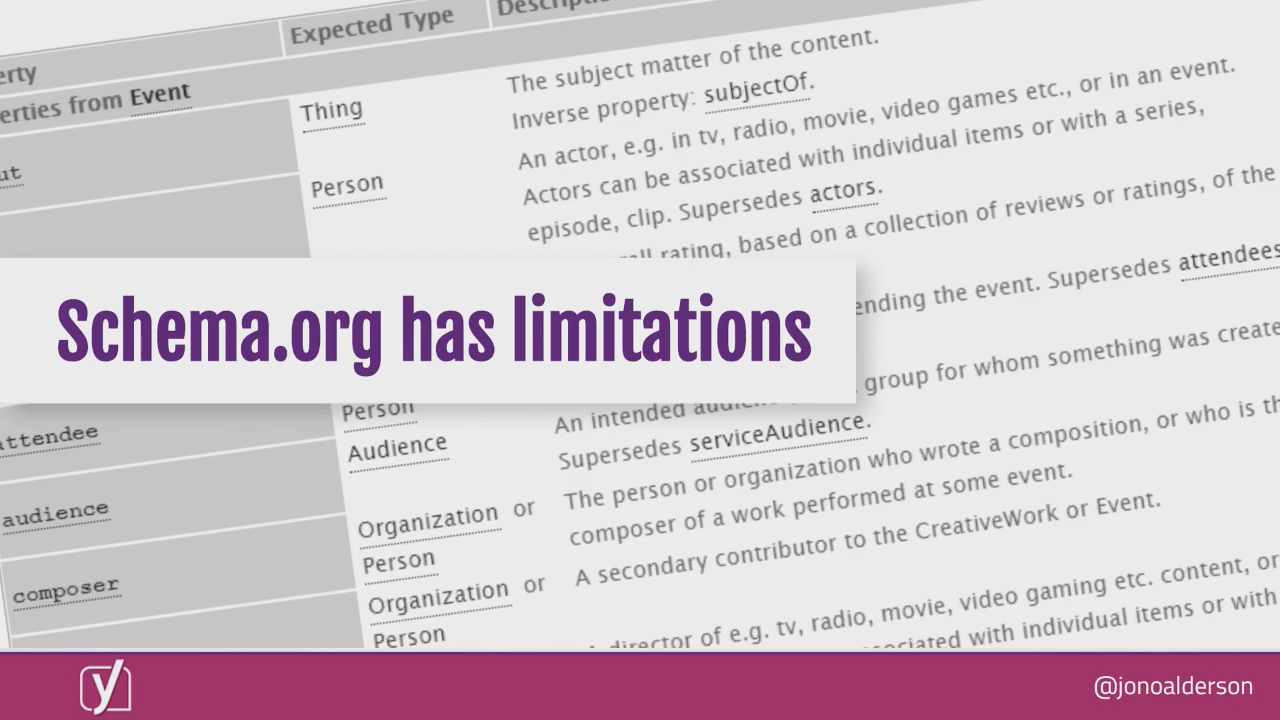 Expected Type
erty
erties from Event
Thing
The subject matter of the content.
Inverse property: subjectOf.
ut
Person
An actor, e.g. in tv, radio, movie, video games etc., or in an event.
Actors can be associated with individual items or with a series,
episode, clip. Supersedes actors.
rating, based on a collection of reviews or ratings, of the
ending the event. Supersedes attendees
Schema.org has limitations
attendee
Person
An intended
group for whom something was create
Audience
Supersedes serviceAudience.
audience
Organization or
Person
The person or organization who wrote a composition, or who is th
composer of a work performed at some event.
composer
Organization or
Person
A secondary contributor to the CreativeWork or Event.
director of e.g. tv, radio, movie, video gaming etc. content, or
with individual items or with
y
@jonoalderson